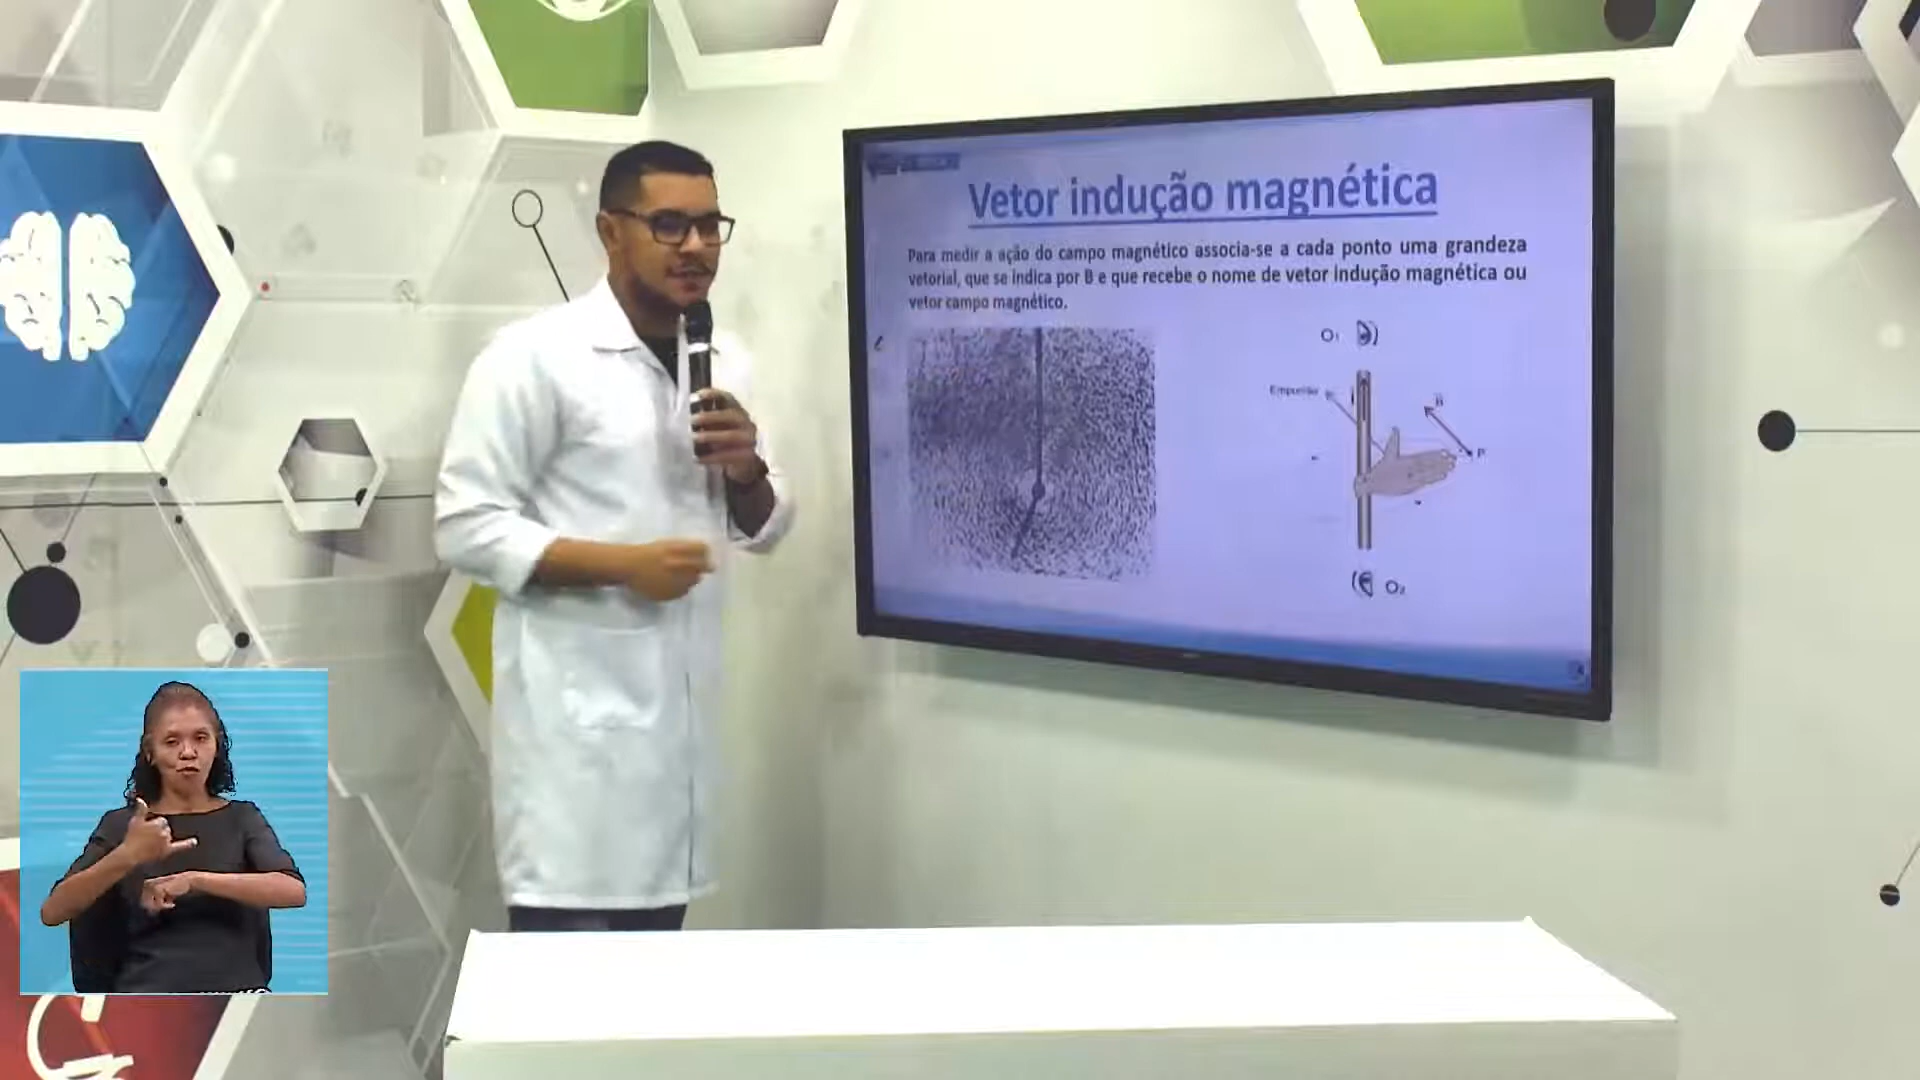 Vetor indução magnética
Para medir a ação do campo magnético associa-se a cada ponto uma grandeza
vetorial, que se indica por B e que recebe o nome de vetor indução magnética ou
vetor campo magnético.
O₁
Empurrão
i
B
P
O₂